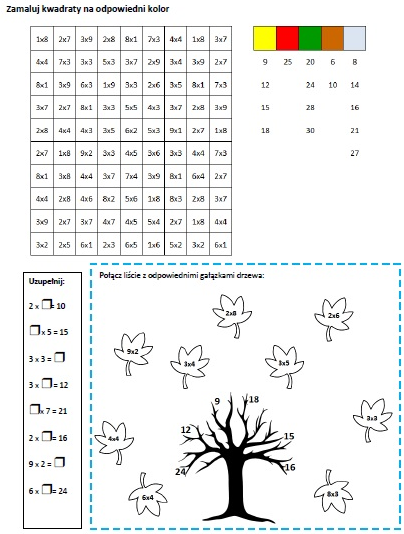 Zamaluj kwadraty na odpowiedni kolor
1x8 2x7 3x9 2x8 8x1 7x3 4x4 1x8 3x7
4x4 7x3 3x3 5x3 3x7 2x9 3x4 3x9 2x7
8x1 3x9 6x3 1x9 3x3 2x6 3x5 8x1 7x3
3x7 2x7 8x1 3x3 5x5 4x3 3x7 2x8 3x9
2x8 4x4 4x3 3x5 6x2 5x3 9x1 2x7 1x8
2x7 1x8 9x2 3x3 4x5 3x6 3x3 4x4 7x3
8x1 3x8 4x4 3x7 7x4 3x9 8x1 6x4 2x7
4x4 2x8 4x6 8x2 5x6 1x8 8x3 2x8 3x7
3x9 2x7 3x7 4x7 4x5 5x4 2x7 1x8 4x4
3x2 2x5 6x1 2x3 6x5 1x6 5x2 3x2 6x1
9 25 20 6 8
12 24 10 14
15 28 16
18 30 21
27
Uzupełnij:
2 x = 10
x 5 = 15
3 x 3 =
3 x = 12
x 7 = 21
2 x = 16
9 x 2 =
6 x = 24
Połącz liście z odpowiednimi gałązkami drzewa:
2x8
2x6
9x2
3x4
3x5
3x3
4x4
6x4
8x3
9
18
12
15
24
16